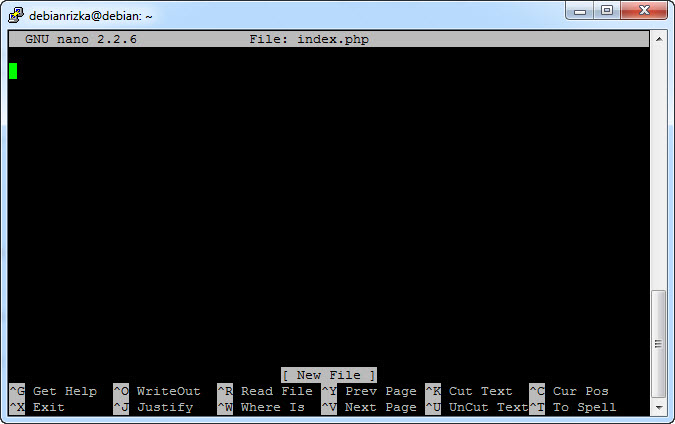 debianrizka@debian: ~
GNU nano 2.2.6 File: index.php
[ New File ]
^G Get Help ^O WriteOut ^R Read File ^Y Prev Page ^K Cut Text ^C Cur Pos
^X Exit ^J Justify ^W Where Is ^V Next Page ^U UnCut Text ^T To Spell